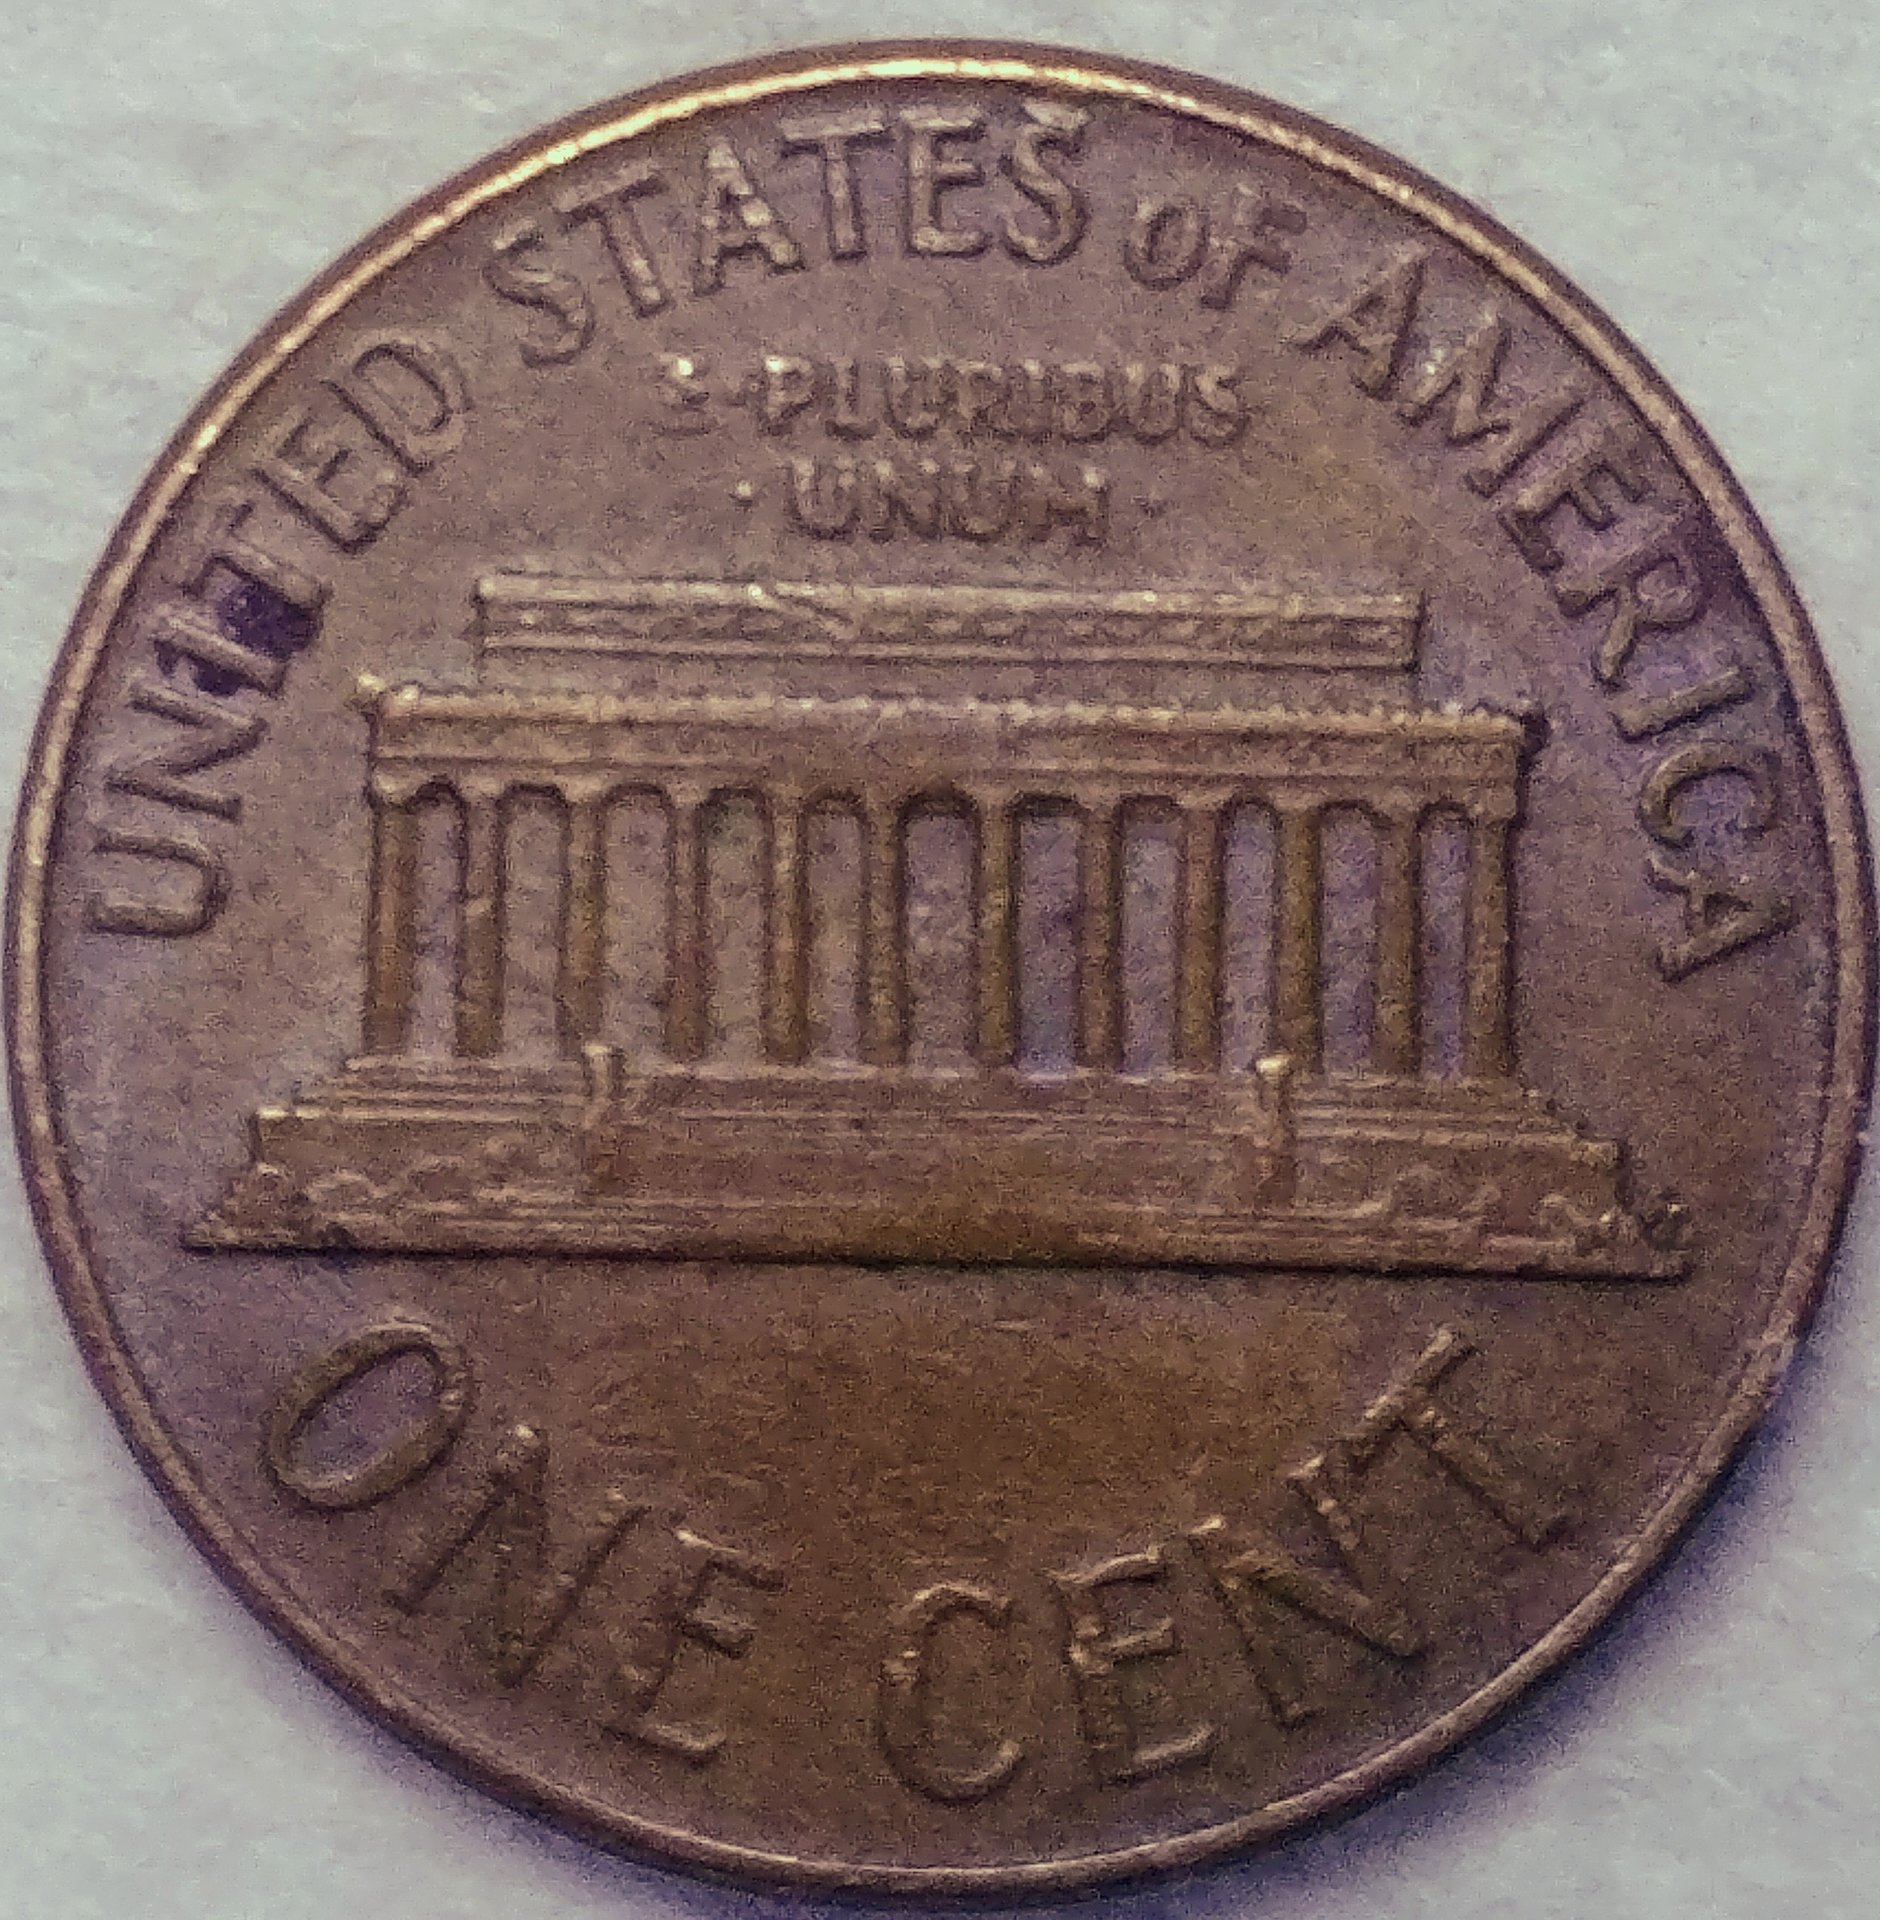 UNITED STATES OF AMERICA
E·PLURIBUS
·UNUM·
ONE CENT